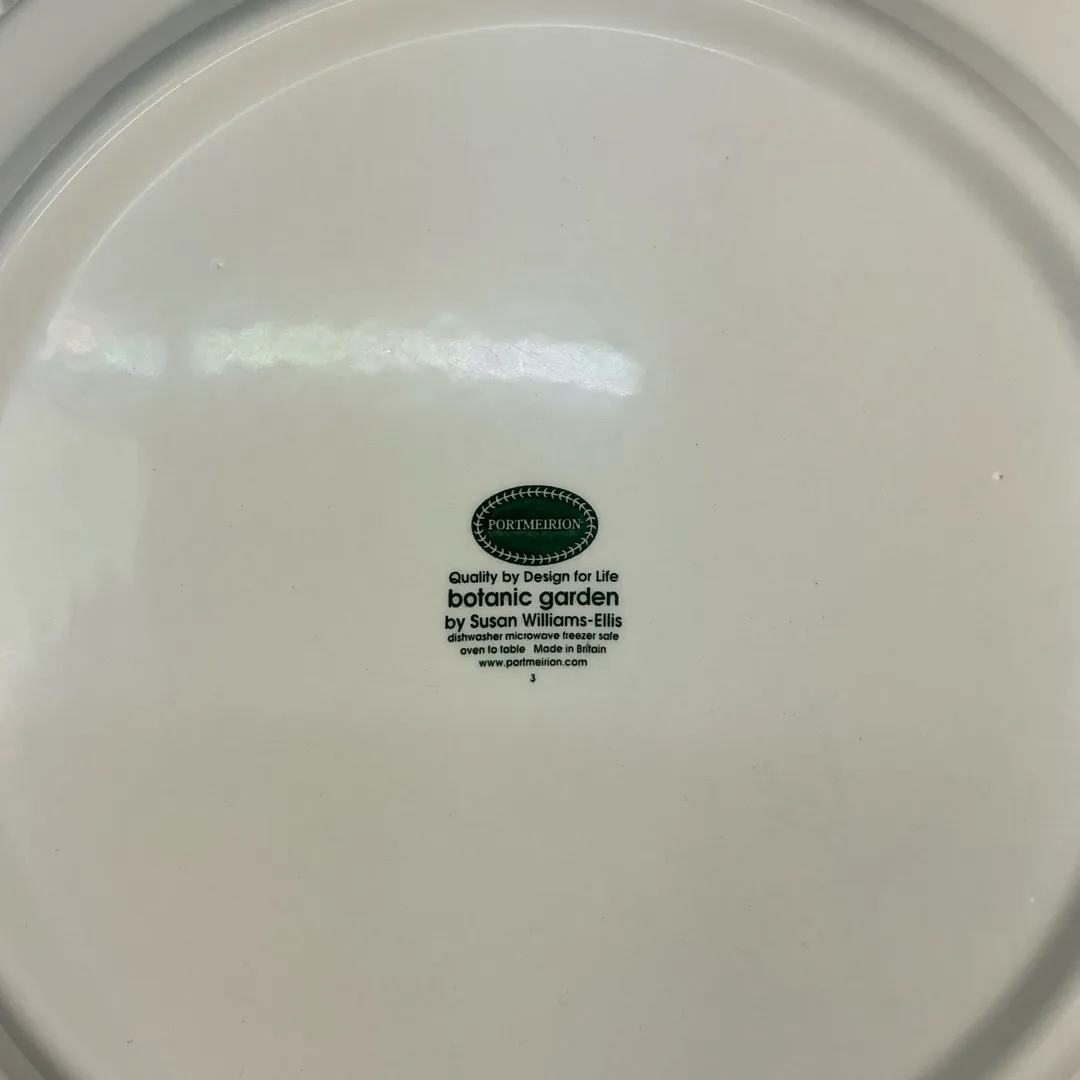 PORTMEIRION
Quality by Design for Life
botanic garden
by Susan Williams-Ellis
dishwasher microwave freezer safe
oven to table Made in Britain
www.portmeirion.com
3